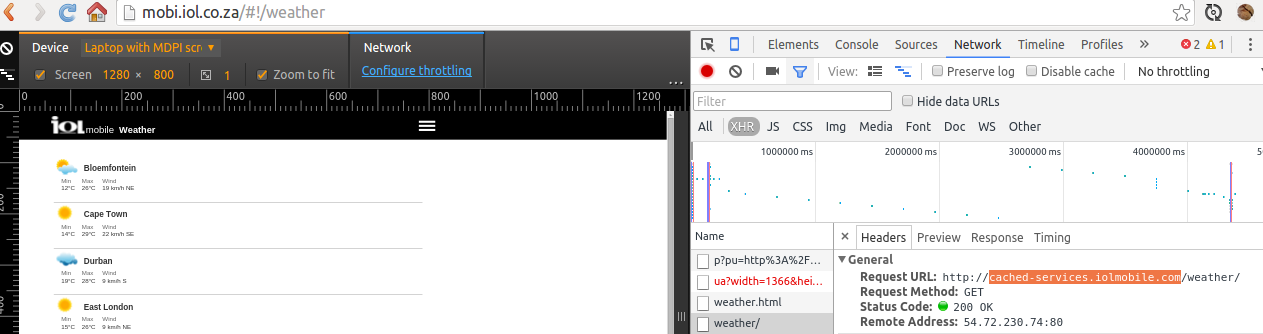 mobi.iol.co.za/#!/weather
Device Laptop with MDPI scre
Screen 1280 × 800 1 Zoom to fit
Network
Configure throttling
...
0 200 400 600 800 1000 1200
iol mobile Weather
Bloemfontein
Min Max Wind
12°C 26°C 19 km/h NE
Cape Town
Min Max Wind
14°C 29°C 22 km/h SE
Durban
Min Max Wind
19°C 28°C 9 km/h S
East London
Min Max Wind
15°C 26°C 9 km/h NE
Elements Console Sources Network Timeline Profiles » 2 1
View: Preserve log Disable cache No throttling
Filter Hide data URLs
All XHR JS CSS Img Media Font Doc WS Other
1000000 ms 2000000 ms 3000000 ms 4000000 ms 5
Name
p?pu=http%3A%2F...
ua?width=1366&hei...
weather.html
weather/
× Headers Preview Response Timing
General
Request URL: http://cached-services.iolmobile.com/weather/
Request Method: GET
Status Code: 200 OK
Remote Address: 54.72.230.74:80